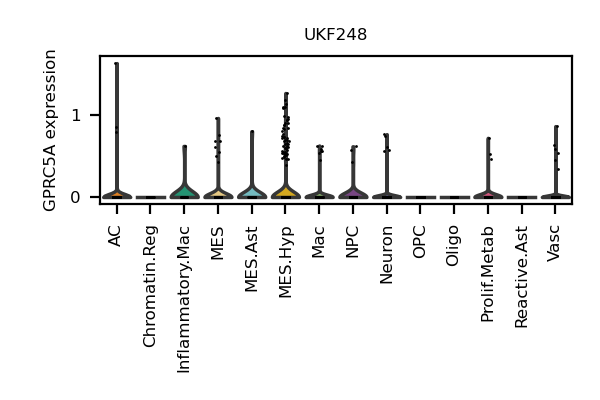 UKF248
GPRC5A expression
1
0
AC
Chromatin.Reg
Inflammatory.Mac
MES
MES.Ast
MES.Hyp
Mac
NPC
Neuron
OPC
Oligo
Prolif.Metab
Reactive.Ast
Vasc